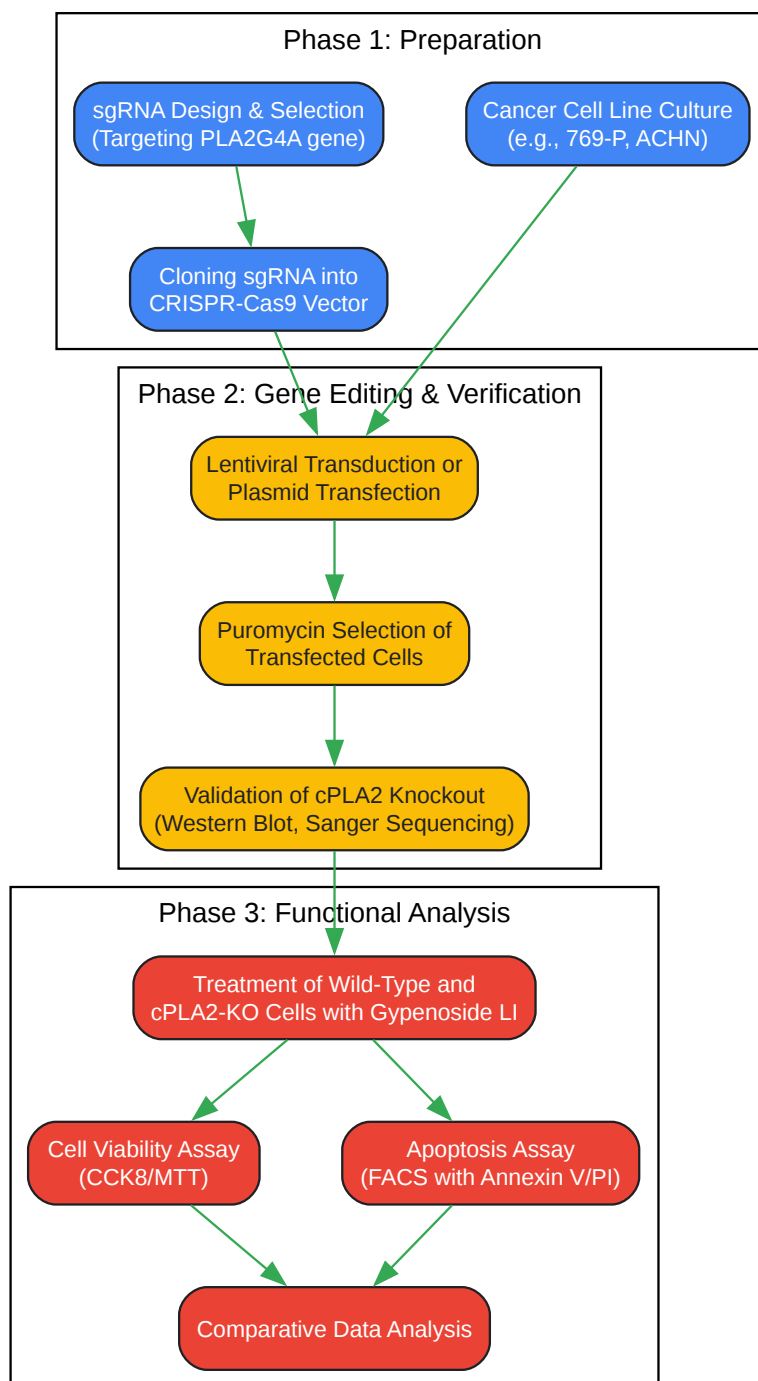 Phase 1: Preparation
sgRNA Design & Selection
(Targeting PLA2G4A gene)
Cancer Cell Line Culture
(e.g., 769-P, ACHN)
Cloning sgRNA into
CRISPR-Cas9 Vector
Phase 2: Gene Editing & Verification
Lentiviral Transduction or
Plasmid Transfection
Puromycin Selection of
Transfected Cells
Validation of cPLA2 Knockout
(Western Blot, Sanger Sequencing)
Phase 3: Functional Analysis
Treatment of Wild-Type and
cPLA2-KO Cells with Gypenoside LI
Cell Viability Assay
(CCK8/MTT)
Apoptosis Assay
(FACS with Annexin V/PI)
Comparative Data Analysis